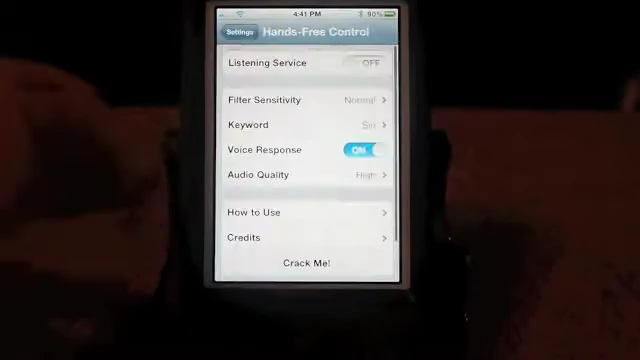 4:41 PM 90%
Settings Hands-Free Control
Listening Service OFF
Filter Sensitivity Normal
Keyword Siri
Voice Response ON
Audio Quality High
How to Use
Credits
Crack Me!